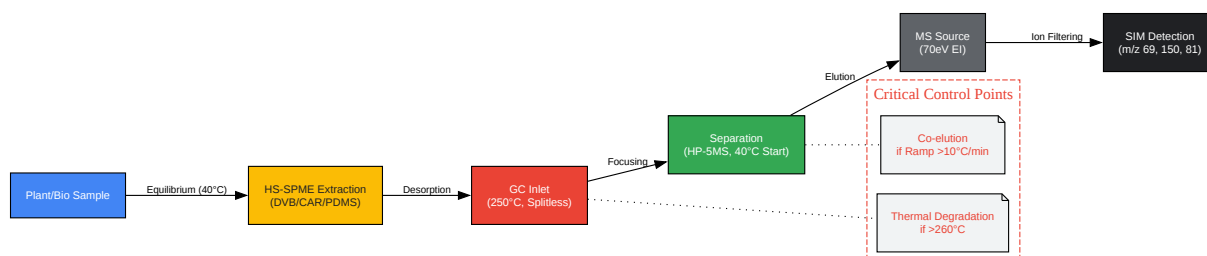 Plant/Bio Sample
Equilibrium (40°C)
HS-SPME Extraction
(DVB/CAR/PDMS)
Desorption
GC Inlet
(250°C, Splitless)
Focusing
Separation
(HP-5MS, 40°C Start)
Elution
MS Source
(70eV EI)
Ion Filtering
SIM Detection
(m/z 69, 150, 81)
Critical Control Points
Co-elution
if Ramp >10°C/min
Thermal Degradation
if >260°C